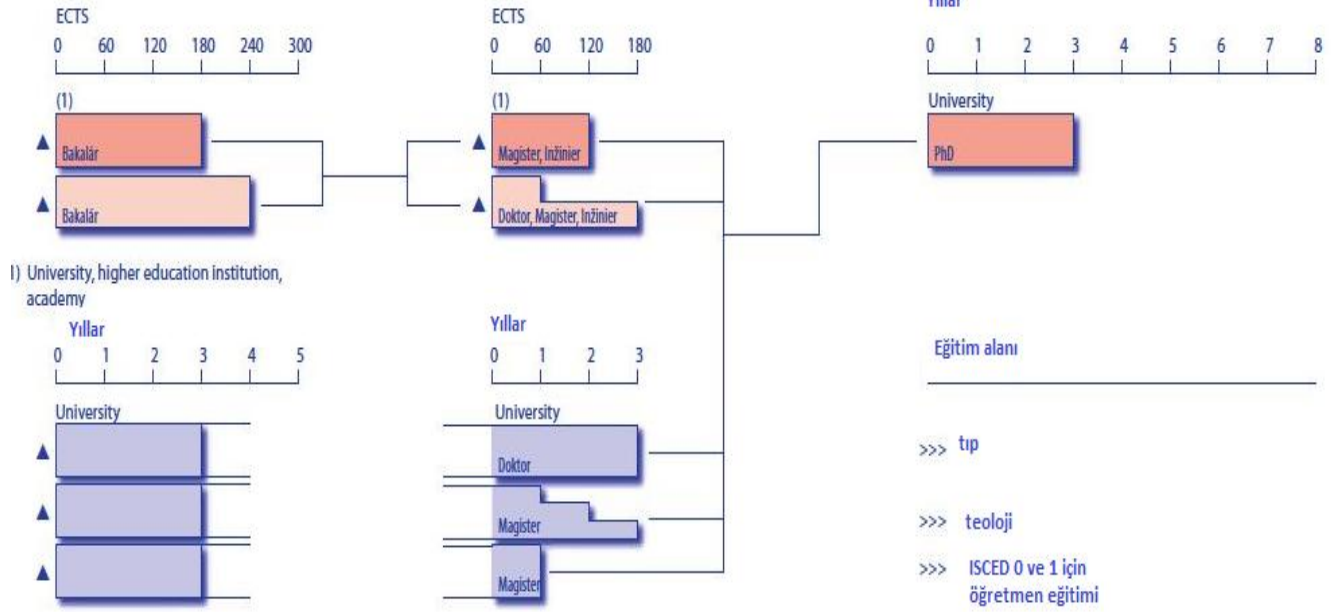 ECTS
0 60 120 180 240 300
(1)
Bakalár
Bakalár
1) University, higher education institution,
academy
ECTS
0 60 120 180
(1)
Magister, Inžinier
Doktor, Magister, Inžinier
Yıllar
0 1 2 3 4 5 6 7 8
University
PhD
Yıllar
0 1 2 3 4 5
University
Yıllar
0 1 2 3
University
Doktor
Magister
Magister
Eğitim alanı
>>> tıp
>>> teoloji
>>> ISCED 0 ve 1 için
öğretmen eğitimi